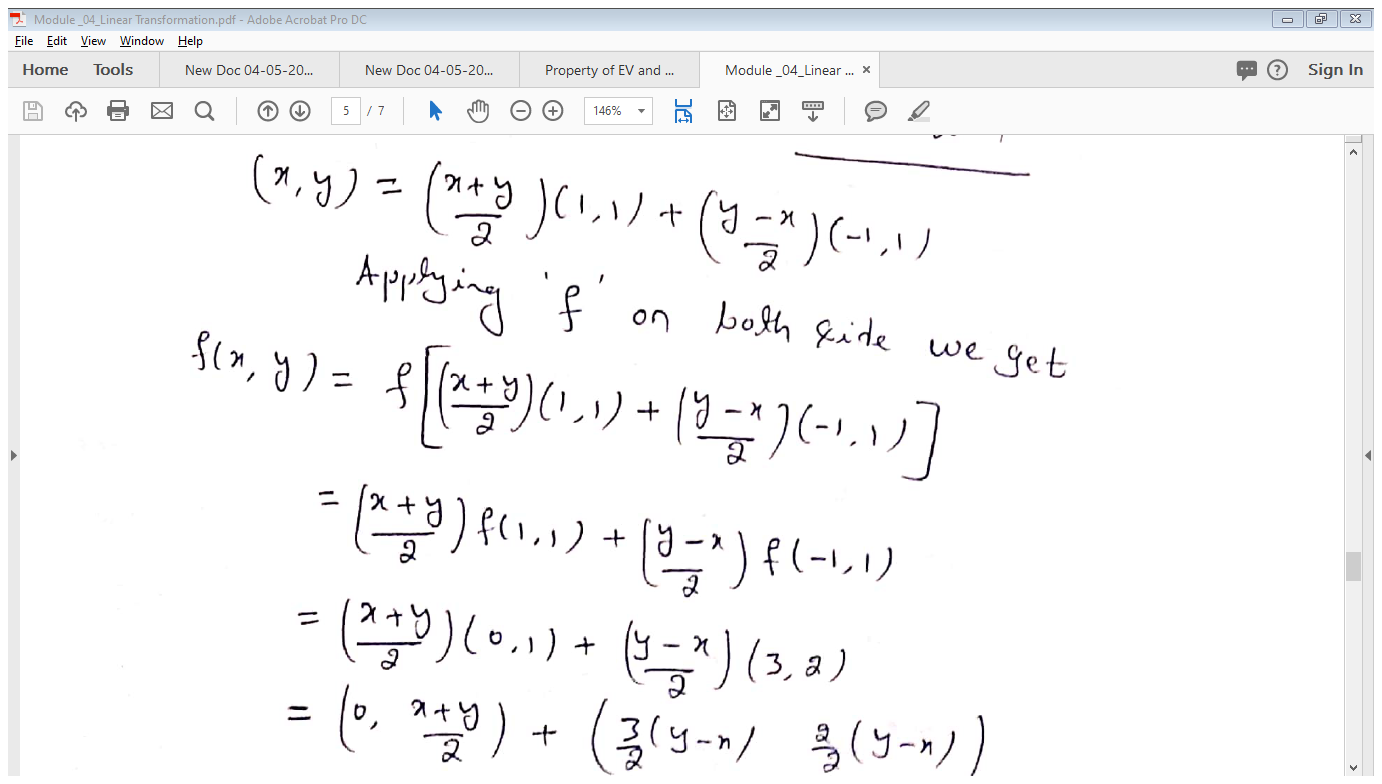 Module _04_Linear Transformation.pdf - Adobe Acrobat Pro DC
File Edit View Window Help
Home Tools New Doc 04-05-20... New Doc 04-05-20... Property of EV and ... Module _04_Linear ... × Sign In
5 / 7 146%
(x, y) = (x+y/2)(1,1) + (y-x/2)(-1,1)
Applying 'f' on both side we get
f(x, y) = f[(x+y/2)(1,1) + (y-x/2)(-1,1)]
= (x+y/2) f(1,1) + (y-x/2) f(-1,1)
= (x+y/2)(0,1) + (y-x/2)(3,2)
= (0, x+y/2) + (3/2(y-x) 2/2(y-x))